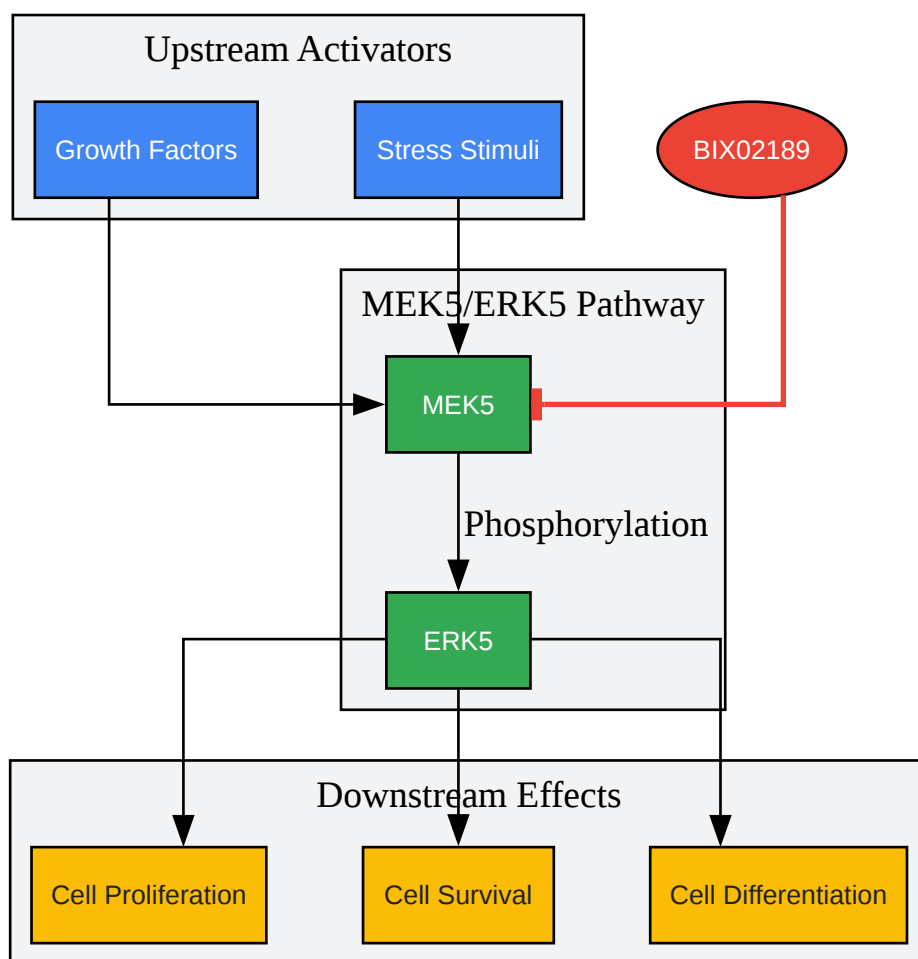 Upstream Activators
Growth Factors
Stress Stimuli
BIX02189
MEK5/ERK5 Pathway
MEK5
Phosphorylation
ERK5
Downstream Effects
Cell Proliferation
Cell Survival
Cell Differentiation